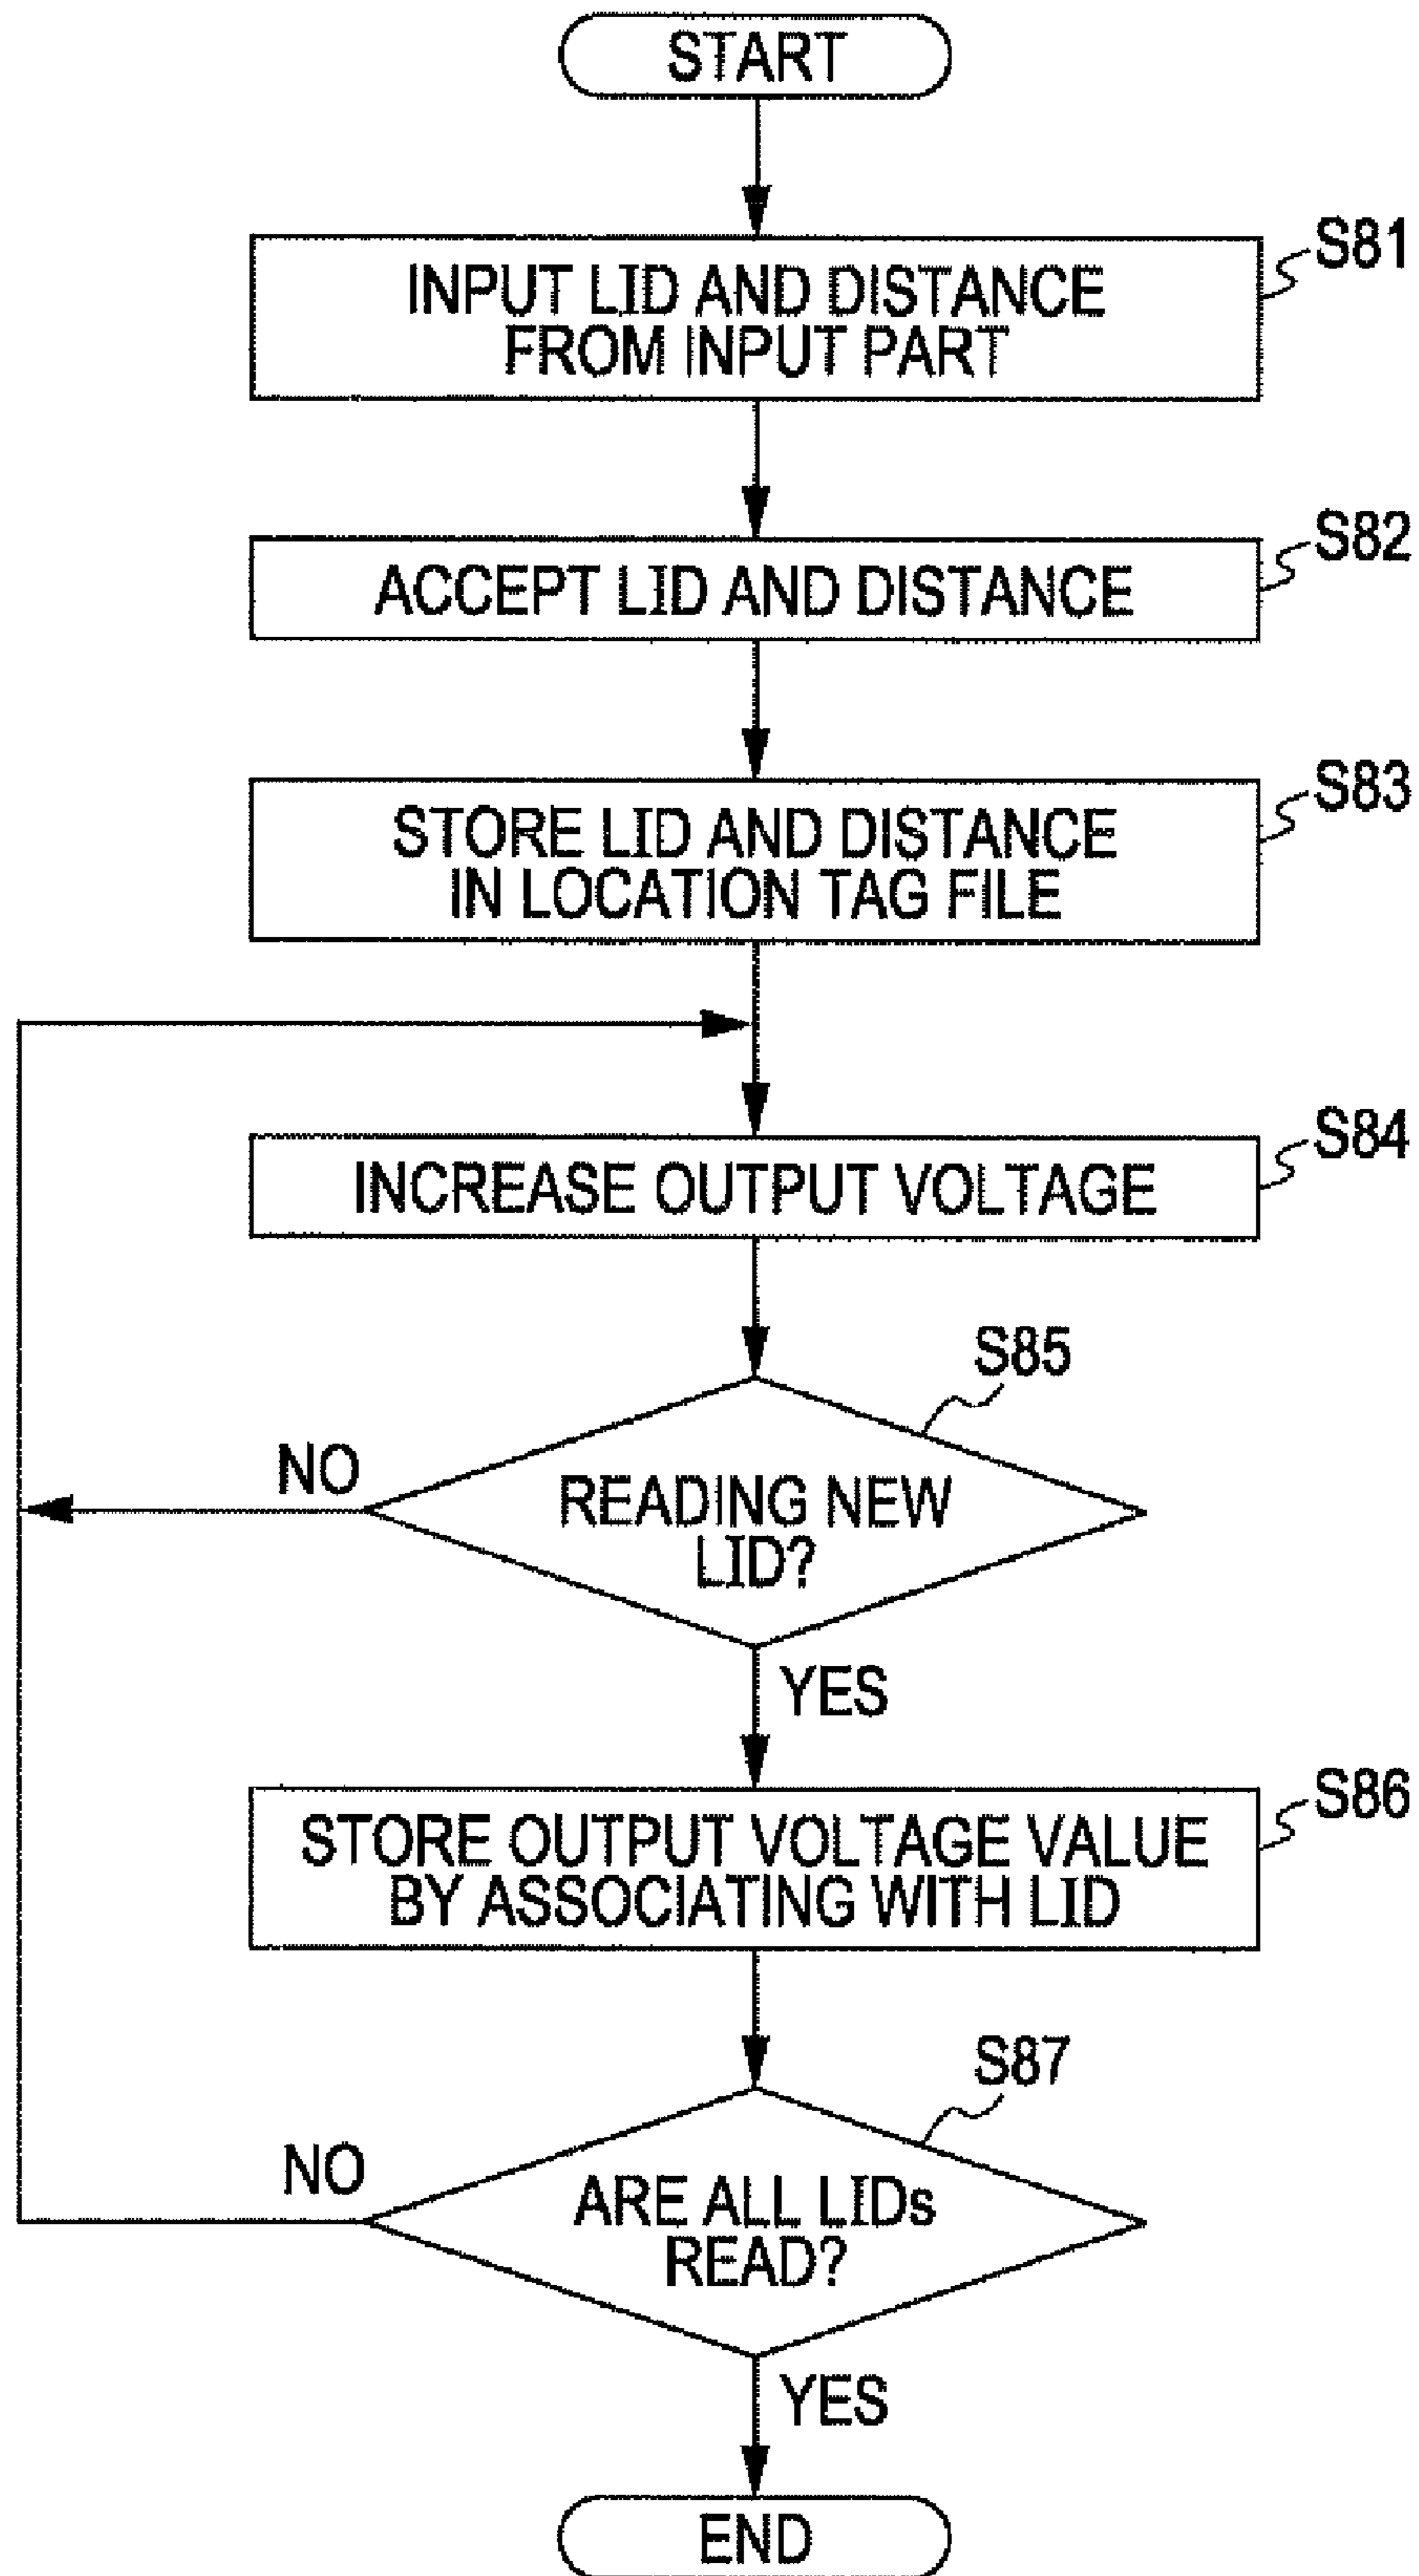 START
S81
INPUT LID AND DISTANCE
FROM INPUT PART
S82
ACCEPT LID AND DISTANCE
S83
STORE LID AND DISTANCE
IN LOCATION TAG FILE
S84
INCREASE OUTPUT VOLTAGE
S85
NO
READING NEW
LID?
YES
S86
STORE OUTPUT VOLTAGE VALUE
BY ASSOCIATING WITH LID
S87
NO
ARE ALL LIDs
READ?
YES
END